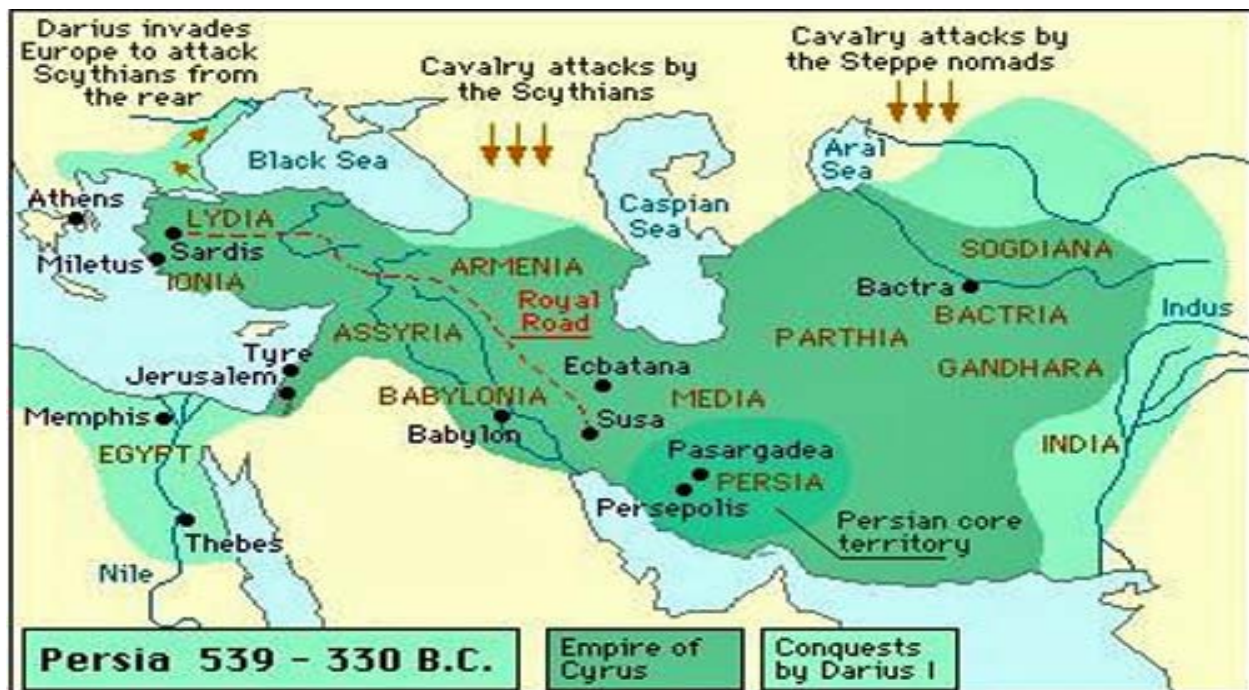 Darius invades
Europe to attack
Scythians from
the rear
Cavalry attacks by
the Scythians
Cavalry attacks by
the Steppe nomads
Black Sea
Aral
Sea
Caspian
Sea
Athens
LYDIA
Sardis
Miletus
IONIA
ARMENIA
SOGDIANA
Bactra
BACTRIA
Indus
Royal
Road
ASSYRIA
PARTHIA
GANDHARA
Tyre
Jerusalem
Ecbatana
Memphis
BABYLONIA
MEDIA
Babylon
Susa
EGYPT
INDIA
Pasargadea
PERSIA
Persepolis
Persian core
territory
Thebes
Nile
Persia 539 - 330 B.C.
Empire of
Cyrus
Conquests
by Darius I